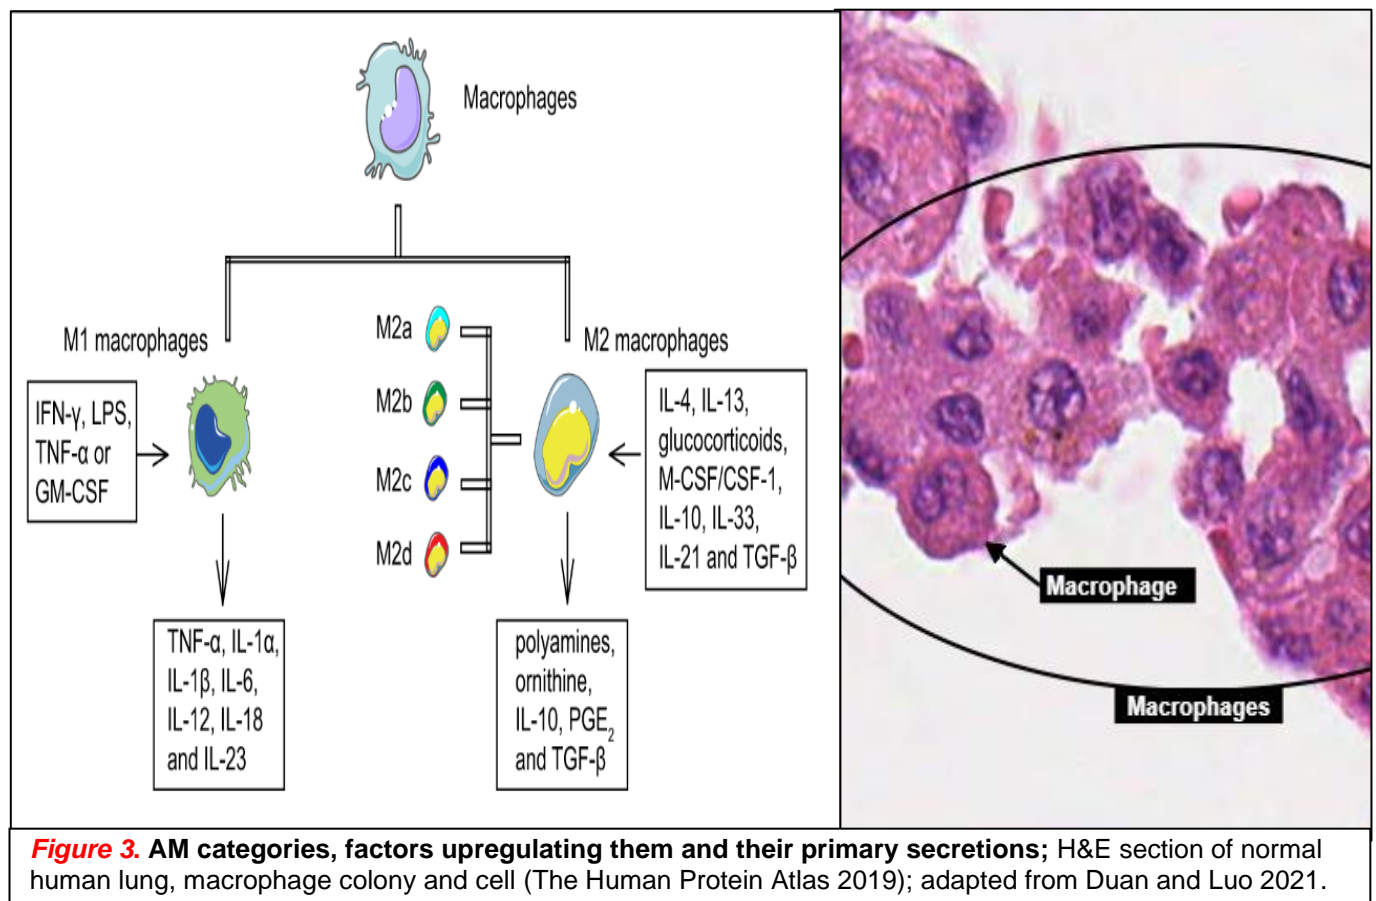 Macrophages
M1 macrophages
M2 macrophages
IFN-γ, LPS,
TNF-α or
GM-CSF
M2a
M2b
M2c
M2d
IL-4, IL-13,
glucocorticoids,
M-CSF/CSF-1,
IL-10, IL-33,
IL-21 and TGF-β
TNF-α, IL-1α,
IL-1β, IL-6,
IL-12, IL-18
and IL-23
polyamines,
ornithine,
IL-10, PGE₂
and TGF-β
Macrophage
Macrophages
Figure 3. AM categories, factors upregulating them and their primary secretions; H&E section of normal
human lung, macrophage colony and cell (The Human Protein Atlas 2019); adapted from Duan and Luo 2021.